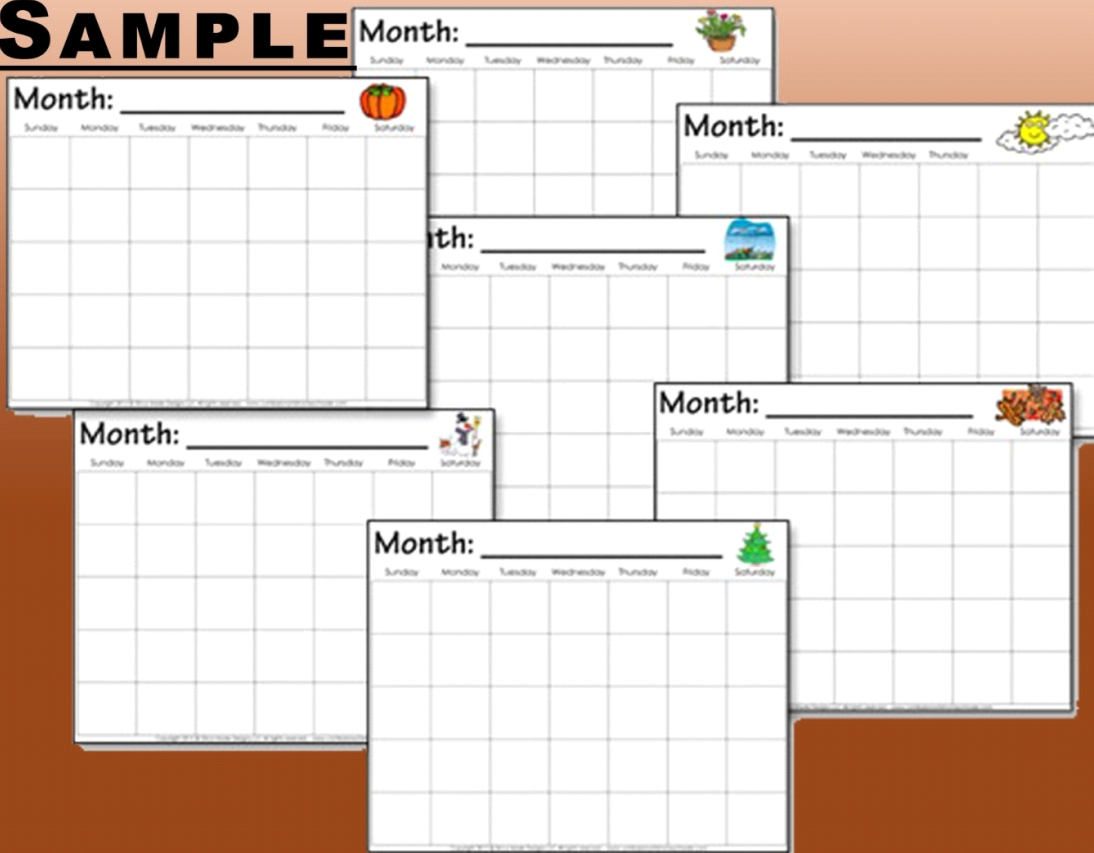 SAMPLE
Month:
Sunday Monday Tuesday Wednesday Thursday Friday Saturday
Month:
Sunday Monday Tuesday Wednesday Thursday Friday Saturday
Month:
Sunday Monday Tuesday Wednesday Thursday
nth:
Monday Tuesday Wednesday Thursday Friday Saturday
Month:
Sunday Monday Tuesday Wednesday Thursday Friday Saturday
Month:
Sunday Monday Tuesday Wednesday Thursday Friday Saturday
Month:
Sunday Monday Tuesday Wednesday Thursday Friday Saturday